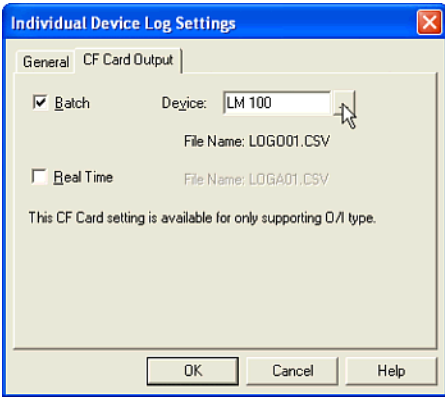 Individual Device Log Settings
General CF Card Output
Batch Device: LM 100
File Name: LOGO01.CSV
Real Time File Name: LOGA01.CSV
This CF Card setting is available for only supporting O/I type.
OK Cancel Help